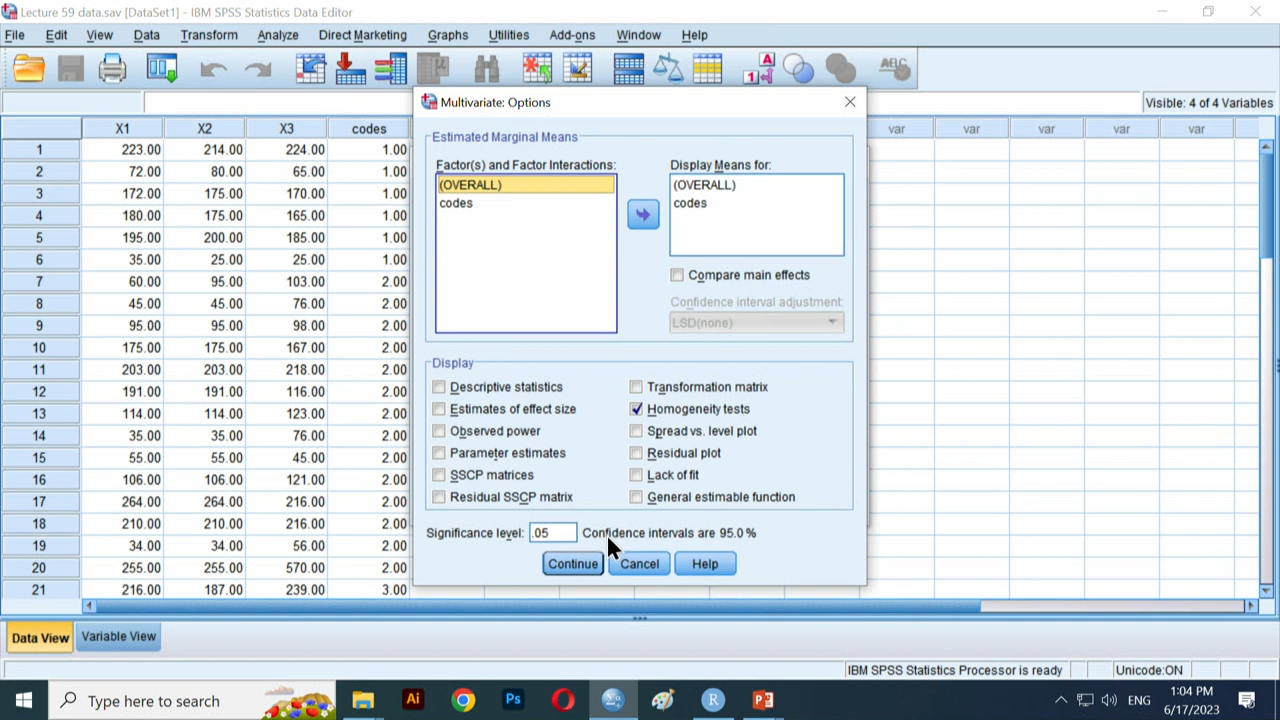 Lecture 59 data.sav [DataSet1] - IBM SPSS Statistics Data Editor
File Edit View Data Transform Analyze Direct Marketing Graphs Utilities Add-ons Window Help
A
1
ABC
Visible: 4 of 4 Variables
X1 X2 X3 codes var var var var var
1 223.00 214.00 224.00 1.00
2 72.00 80.00 65.00 1.00
3 172.00 175.00 170.00 1.00
4 180.00 175.00 165.00 1.00
5 195.00 200.00 185.00 1.00
6 35.00 25.00 25.00 1.00
7 60.00 95.00 103.00 2.00
8 45.00 45.00 76.00 2.00
9 95.00 95.00 98.00 2.00
10 175.00 175.00 167.00 2.00
11 203.00 203.00 218.00 2.00
12 191.00 191.00 116.00 2.00
13 114.00 114.00 123.00 2.00
14 35.00 35.00 76.00 2.00
15 55.00 55.00 45.00 2.00
16 106.00 106.00 121.00 2.00
17 264.00 264.00 216.00 2.00
18 210.00 210.00 216.00 2.00
19 34.00 34.00 56.00 2.00
20 255.00 255.00 570.00 2.00
21 216.00 187.00 239.00 3.00
Multivariate: Options
Estimated Marginal Means
Factor(s) and Factor Interactions: Display Means for:
(OVERALL) (OVERALL)
codes codes
Compare main effects
Confidence interval adjustment:
LSD(none)
Display
Descriptive statistics Transformation matrix
Estimates of effect size Homogeneity tests
Observed power Spread vs. level plot
Parameter estimates Residual plot
SSCP matrices Lack of fit
Residual SSCP matrix General estimable function
Significance level: .05 Confidence intervals are 95.0 %
Continue Cancel Help
Data View Variable View
IBM SPSS Statistics Processor is ready Unicode:ON
Type here to search Ai Ps Σ R P ENG 1:04 PM
6/17/2023